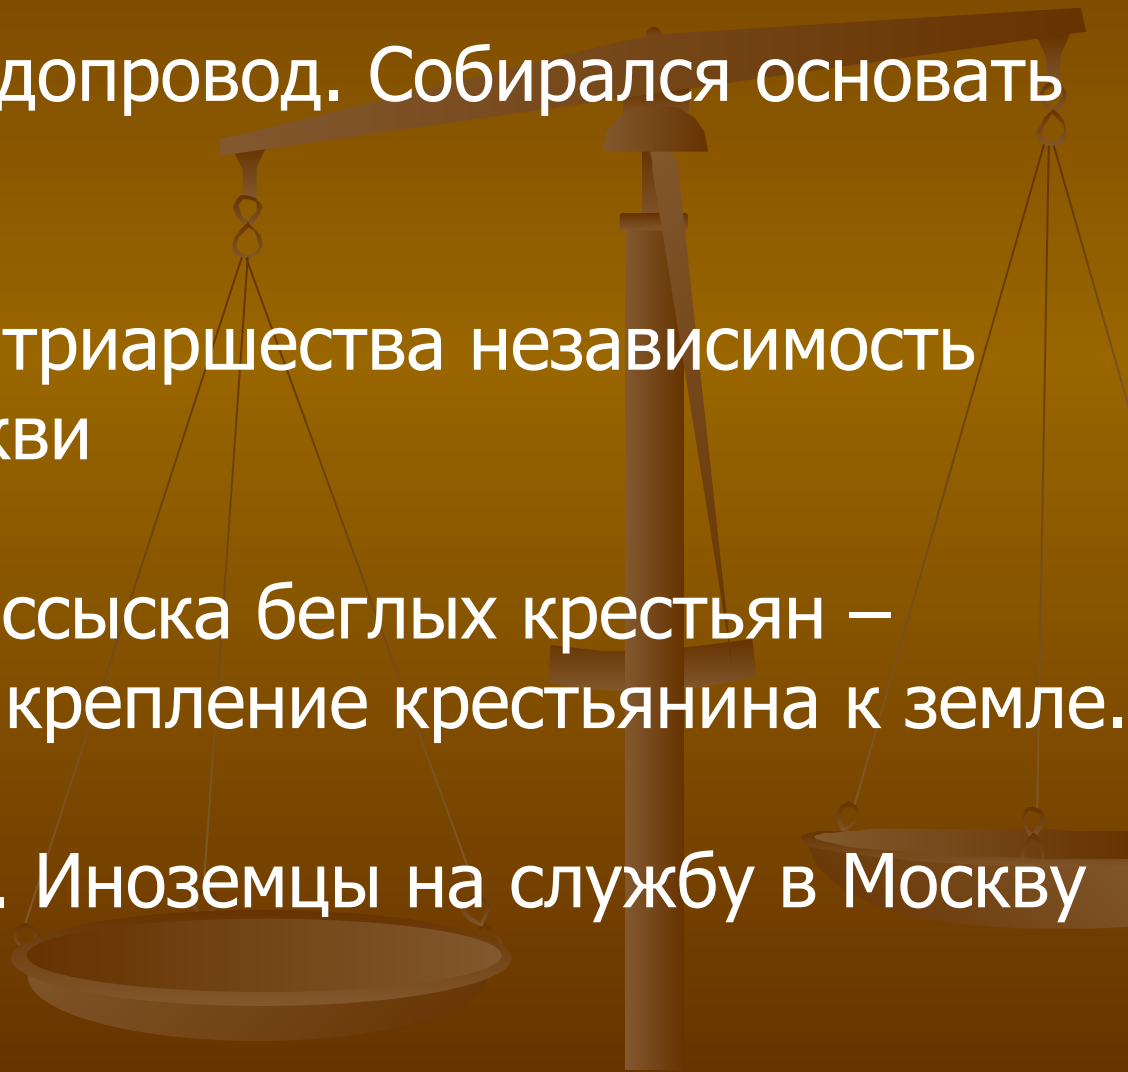 допровод. Собирался основать
триаршества независимость
кви
ссыска беглых крестьян –
крепление крестьянина к земле.
. Иноземцы на службу в Москву